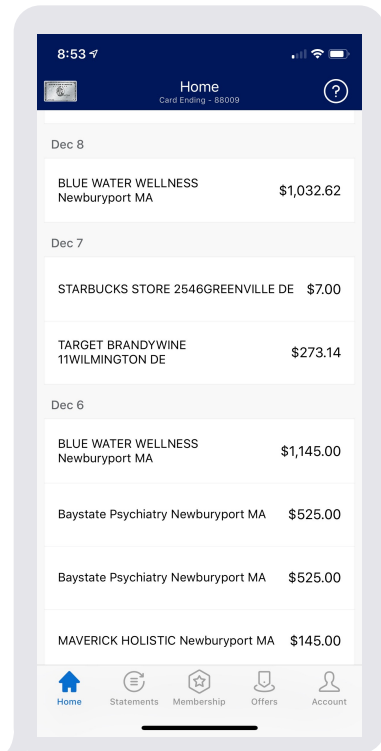 8:53
Home
Card Ending - 88009
?
Dec 8
BLUE WATER WELLNESS
Newburyport MA
$1,032.62
Dec 7
STARBUCKS STORE 2546GREENVILLE DE $7.00
TARGET BRANDYWINE
11WILMINGTON DE
$273.14
Dec 6
BLUE WATER WELLNESS
Newburyport MA
$1,145.00
Baystate Psychiatry Newburyport MA $525.00
Baystate Psychiatry Newburyport MA $525.00
MAVERICK HOLISTIC Newburyport MA $145.00
Home Statements Membership Offers Account